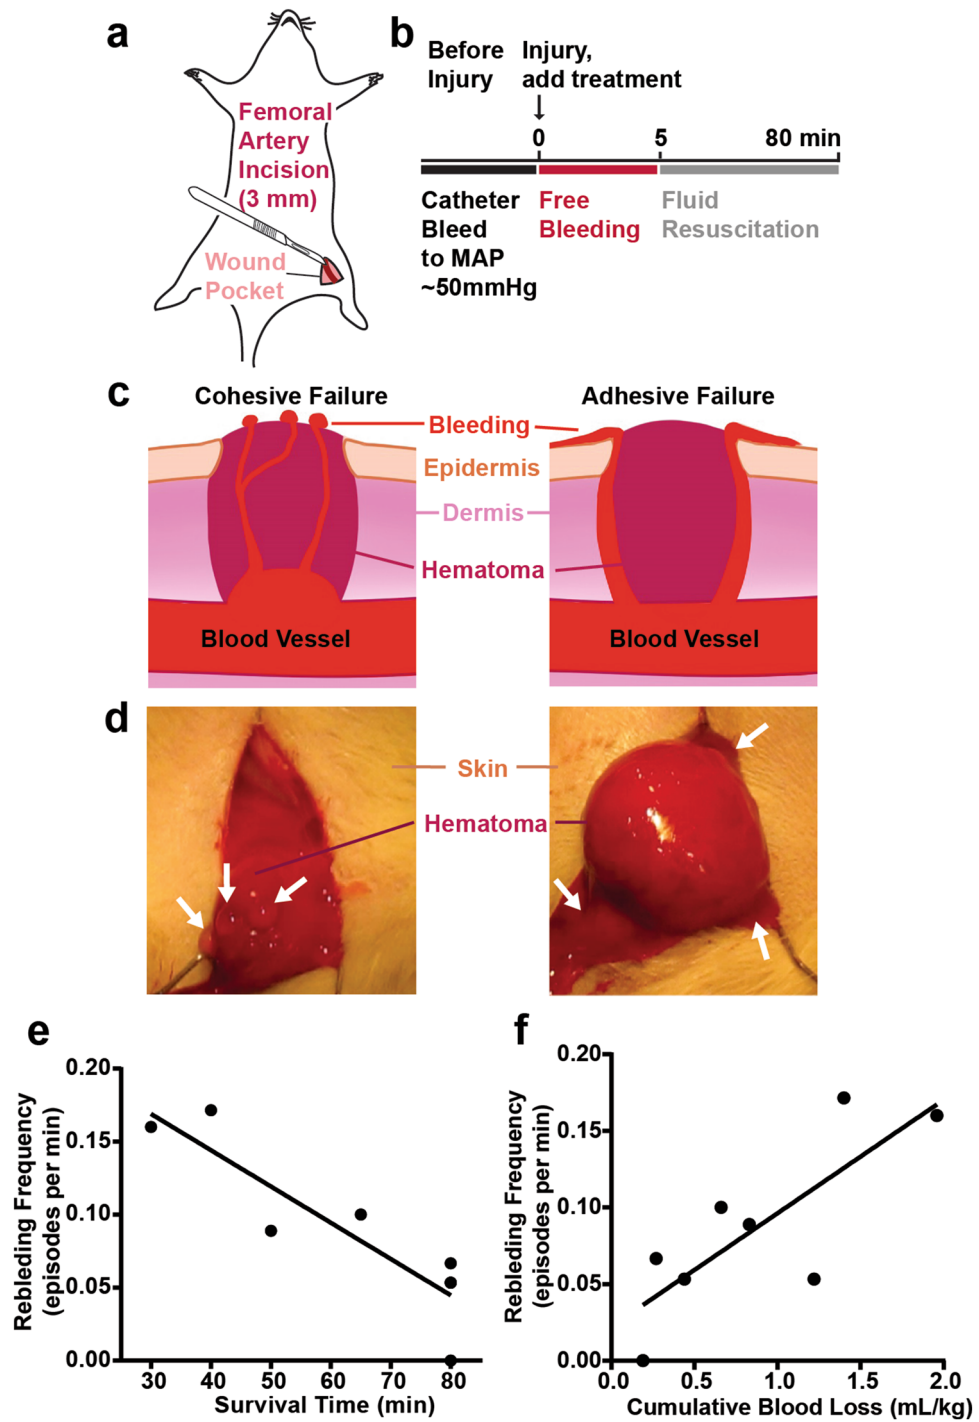 a
Femoral
Artery
Incision
(3 mm)
Wound
Pocket
b
Before
Injury
Injury,
add treatment
0
5
80 min
Catheter
Bleed
to MAP
~50mmHg
Free
Bleeding
Fluid
Resuscitation
c
Cohesive Failure
Adhesive Failure
Bleeding
Epidermis
Dermis
Hematoma
Blood Vessel
Blood Vessel
d
Skin
Hematoma
e
Rebleding Frequency
(episodes per min)
0.20
0.15
0.10
0.05
0.00
30 40 50 60 70 80
Survival Time (min)
f
Rebleding Frequency
(episodes per min)
0.20
0.15
0.10
0.05
0.00
0.0 0.5 1.0 1.5 2.0
Cumulative Blood Loss (mL/kg)